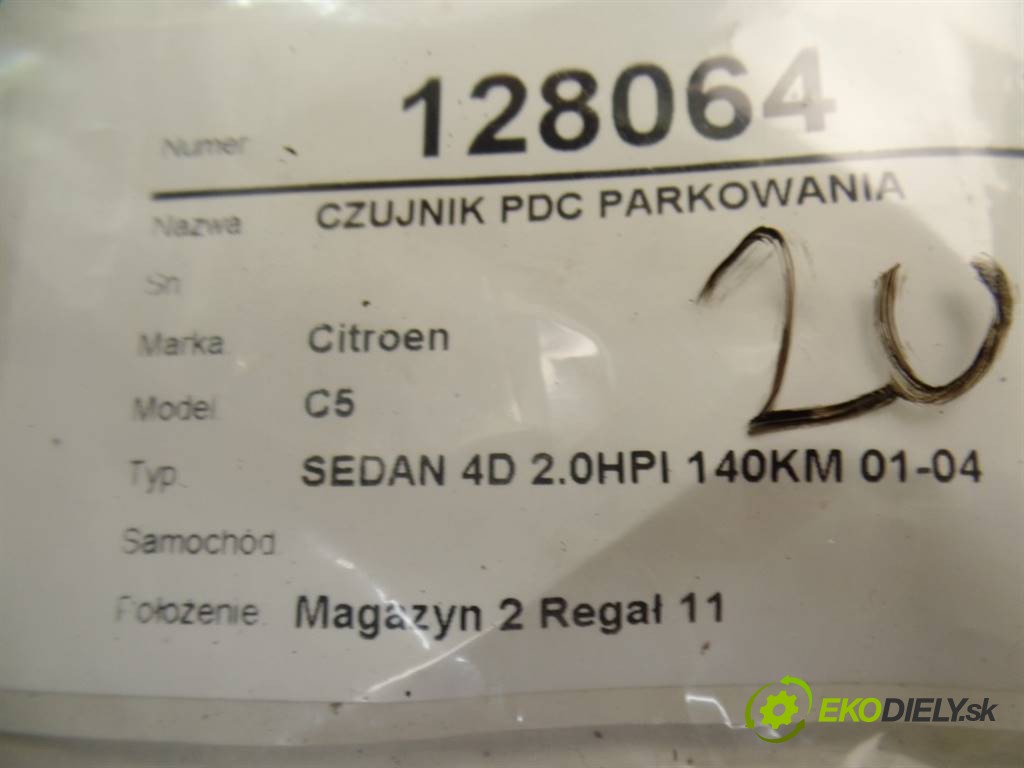 Numer 128064
Nazwa CZUJNIK PDC PARKOWANIA
Sn
20
Marka Citroen
Model C5
Typ SEDAN 4D 2.0HPI 140KM 01-04
Samochód
Położenie Magazyn 2 Regał 11
EKODIELY.sk